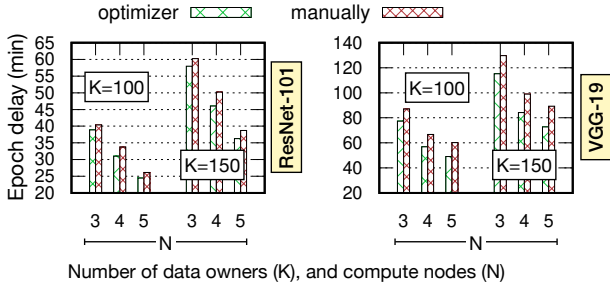 optimizer manually
Epoch delay (min)
65
60
55
50
45
40
35
30
25
20
K=100
K=150
3 4 5 3 4 5
N
ResNet-101
140
120
100
80
60
40
20
K=100
K=150
3 4 5 3 4 5
N
VGG-19
Number of data owners (K), and compute nodes (N)